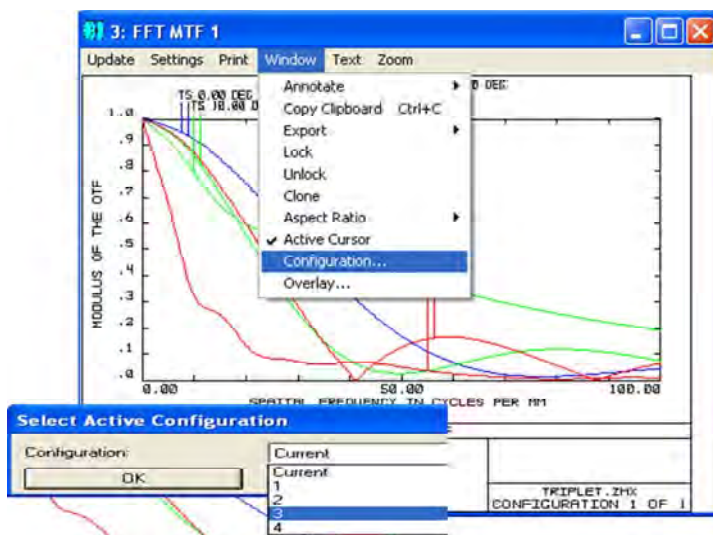 3: FFT MTF 1
Update Settings Print Window Text Zoom
Annotate
Copy Clipboard Ctrl+C
Export
Lock
Unlock
Clone
Aspect Ratio
Active Cursor
Configuration...
Overlay...
TS 0.00 DEG
DEG
TS
1.0
.9
.8
.7
.6
.5
.4
.3
.2
.1
.0
MODULUS OF THE OTF
0.00 50.00 100.00
SPATIAL FREQUENCY IN CYCLES PER MM
Select Active Configuration
Configuration:
Current
OK
Current
1
2
3
4
TRIPLET.ZMX
CONFIGURATION 1 OF 1